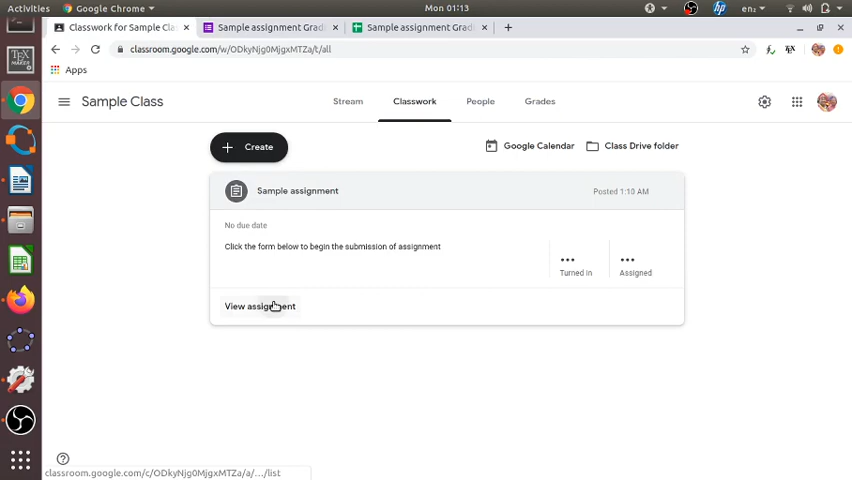 Activities
Google Chrome
Mon 01:13
en₂
Classwork for Sample Cla
Sample assignment Gradi
Sample assignment Gradi
classroom.google.com/w/ODkyNjg0MjgxMTZa/t/all
Apps
Sample Class
Stream
Classwork
People
Grades
Create
Google Calendar
Class Drive folder
Sample assignment
Posted 1:10 AM
No due date
Click the form below to begin the submission of assignment
Turned in
Assigned
View assignment
classroom.google.com/c/ODkyNjg0MjgxMTZa/a/.../list